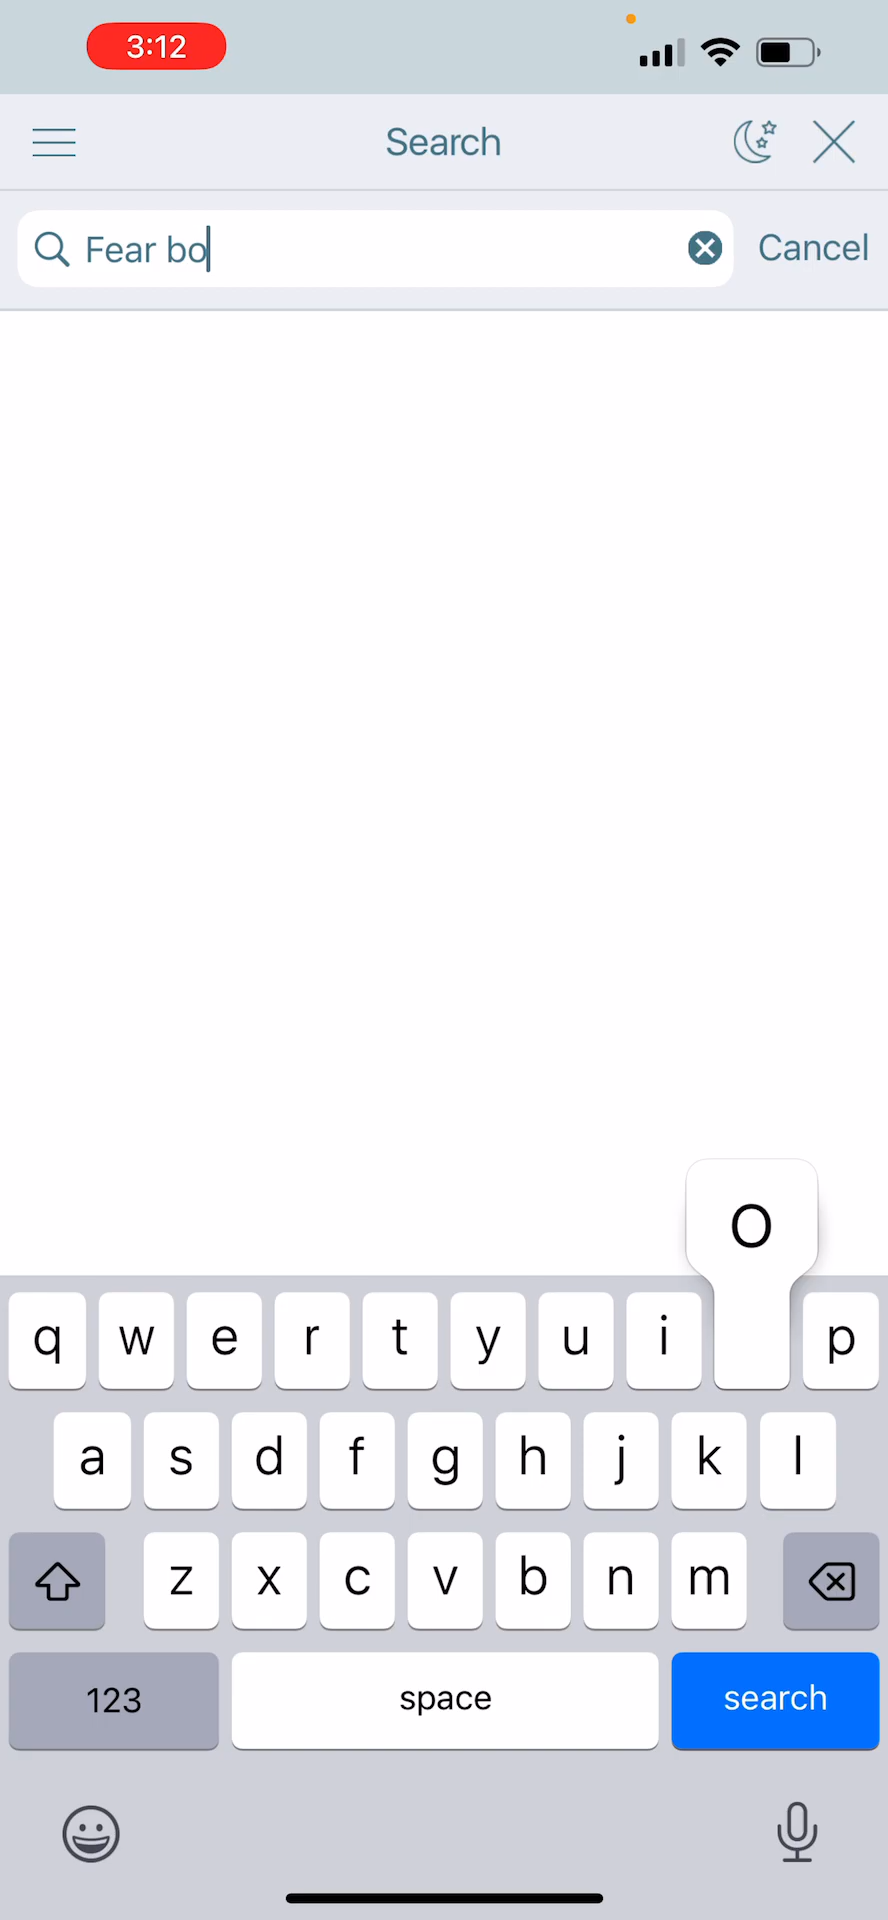 3:12
Search
Fear bo
Cancel
O
q w e r t y u i p
a s d f g h j k l
z x c v b n m
123 space search